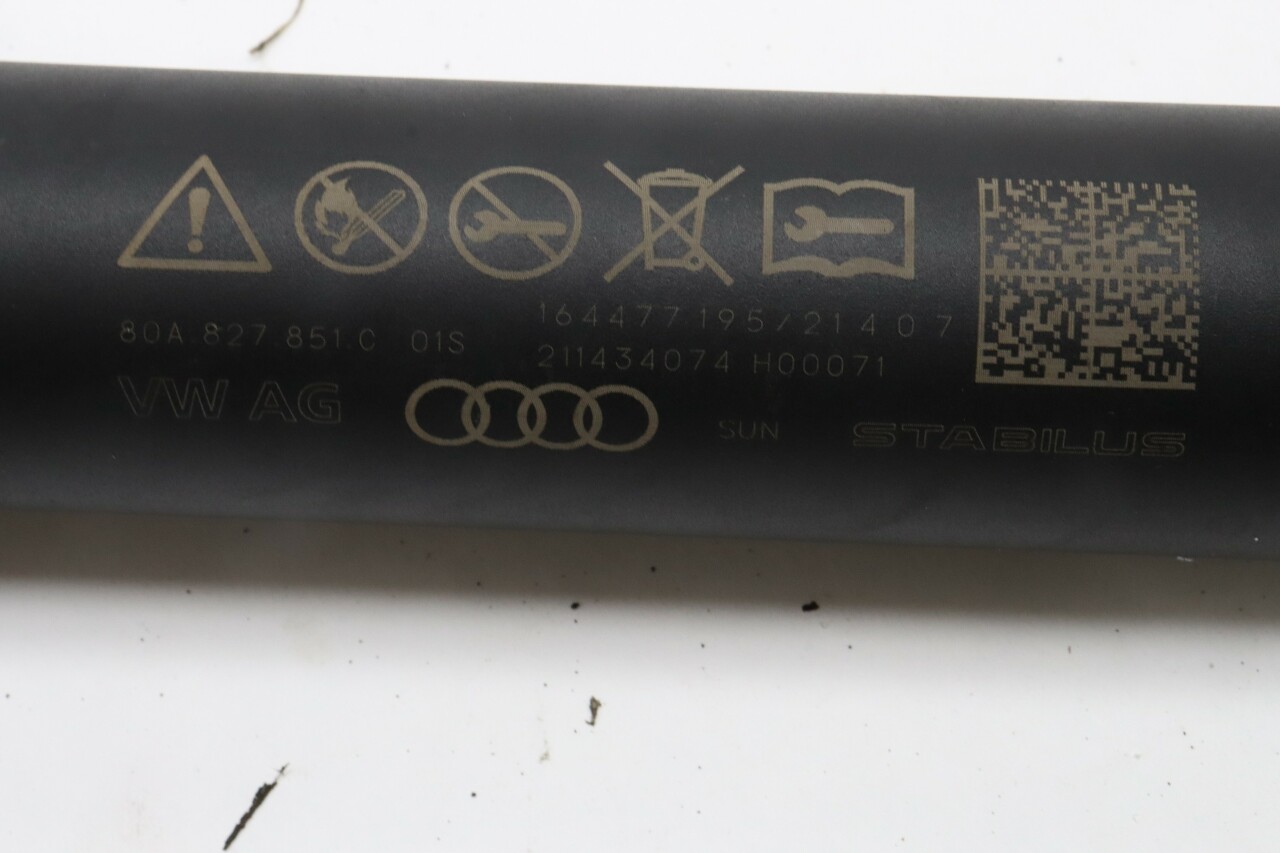 164477 195/21 4 0 7
80A.827.851.C 01S
211434074 H00071
VW AG
SUN
STABILUS